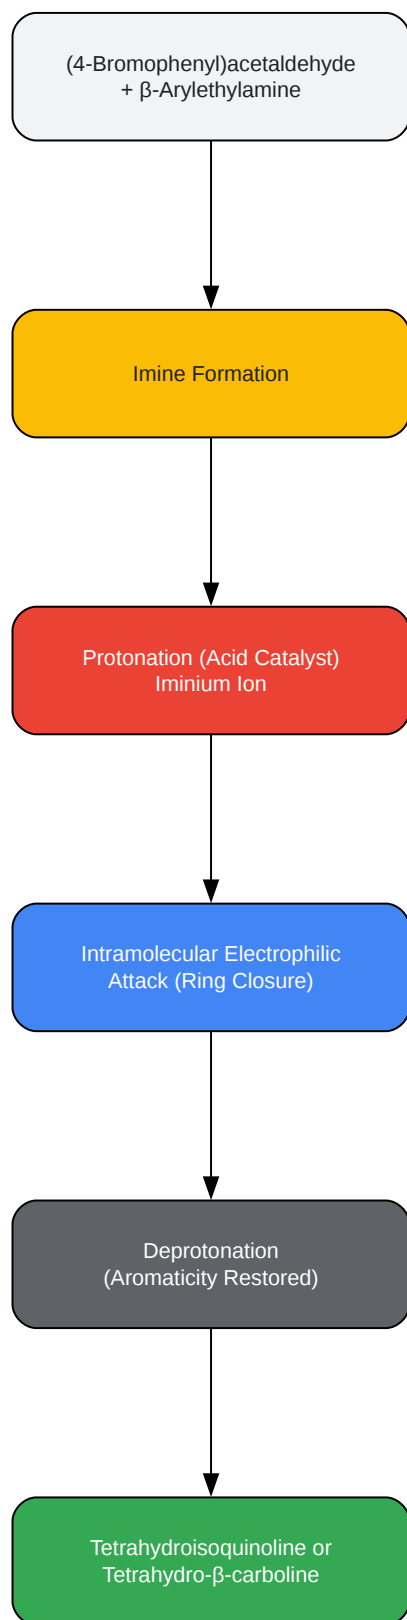 (4-Bromophenyl)acetaldehyde
+ β-Arylethylamine
Imine Formation
Protonation (Acid Catalyst)
Iminium Ion
Intramolecular Electrophilic
Attack (Ring Closure)
Deprotonation
(Aromaticity Restored)
Tetrahydroisoquinoline or
Tetrahydro-β-carboline